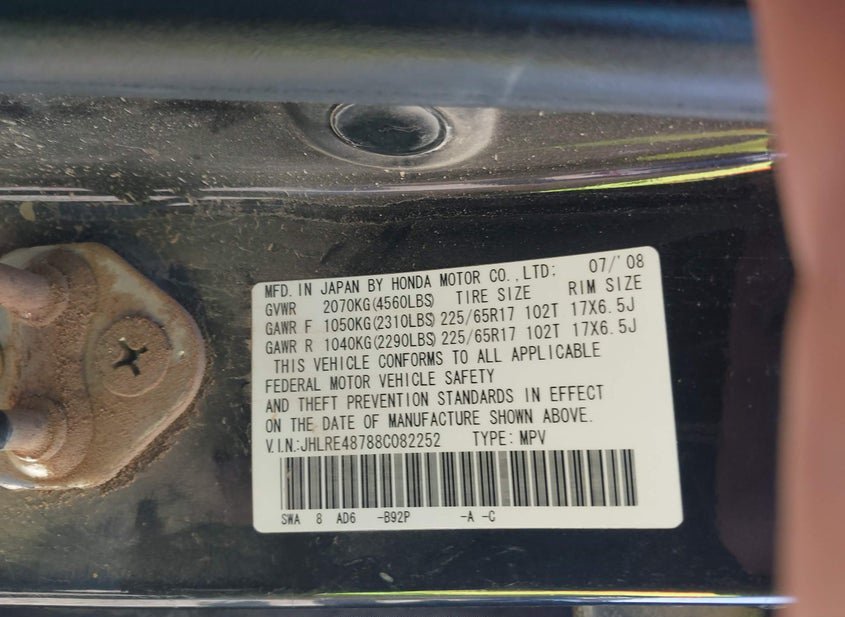 MFD. IN JAPAN BY HONDA MOTOR CO.,LTD: 07/'08
GVWR 2070KG(4560LBS) TIRE SIZE RIM SIZE
GAWR F 1050KG(2310LBS) 225/65R17 102T 17X6.5J
GAWR R 1040KG(2290LBS) 225/65R17 102T 17X6.5J
THIS VEHICLE CONFORMS TO ALL APPLICABLE
FEDERAL MOTOR VEHICLE SAFETY
AND THEFT PREVENTION STANDARDS IN EFFECT
ON THE DATE OF MANUFACTURE SHOWN ABOVE.
V.I.N:JHLRE48788C082252 TYPE: MPV
SWA 8 AD6 -B92P -A -C